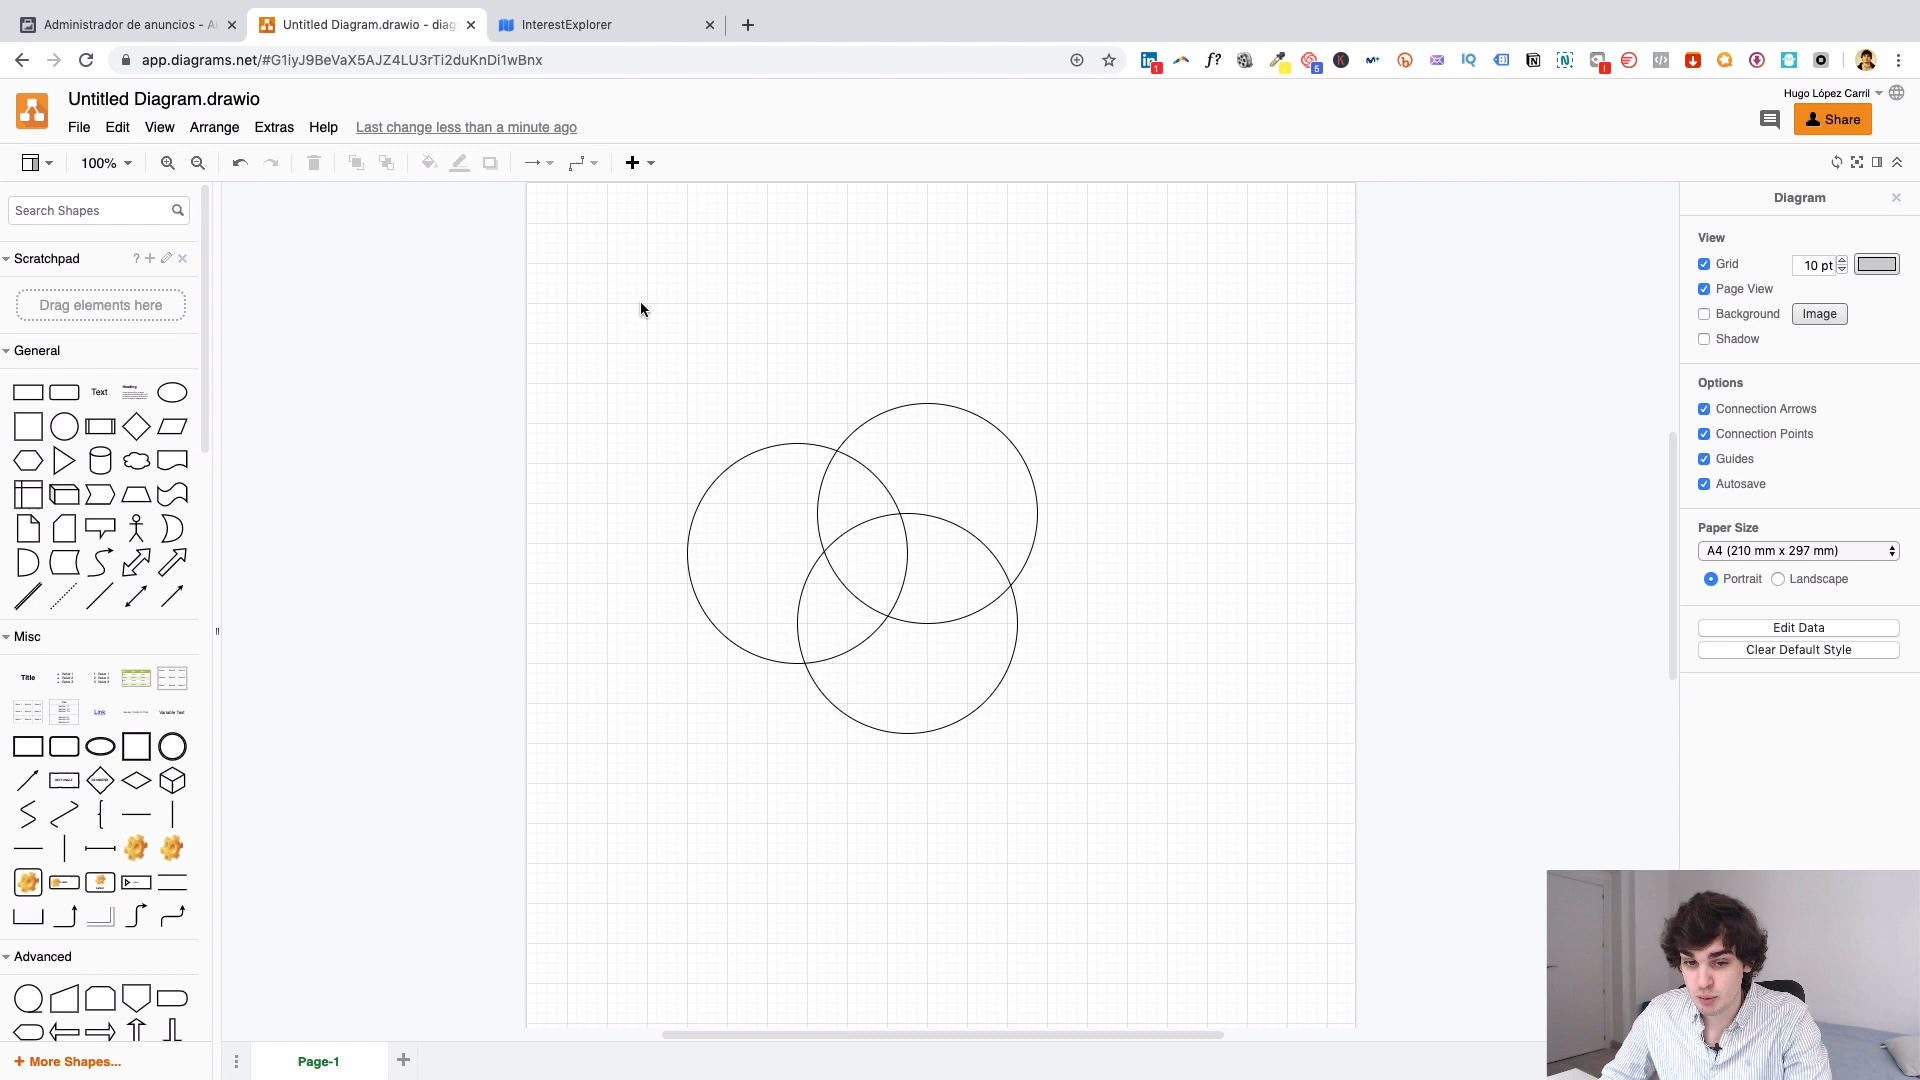 Administrador de anuncios -
Untitled Diagram.drawio - diag
InterestExplorer
app.diagrams.net/#G1iyJ9BeVaX5AJZ4LU3rTi2duKnDi1wBnx
Untitled Diagram.drawio
Hugo López Carril
File Edit View Arrange Extras Help Last change less than a minute ago
Share
100%
Search Shapes
Diagram
View
Scratchpad
Grid 10 pt
Page View
Drag elements here
Background Image
Shadow
General
Options
Text
Heading
Connection Arrows
Connection Points
Guides
Autosave
Paper Size
A4 (210 mm x 297 mm)
Portrait Landscape
Edit Data
Clear Default Style
Misc
Title
Link
Variable Text
Advanced
+ More Shapes...
Page-1